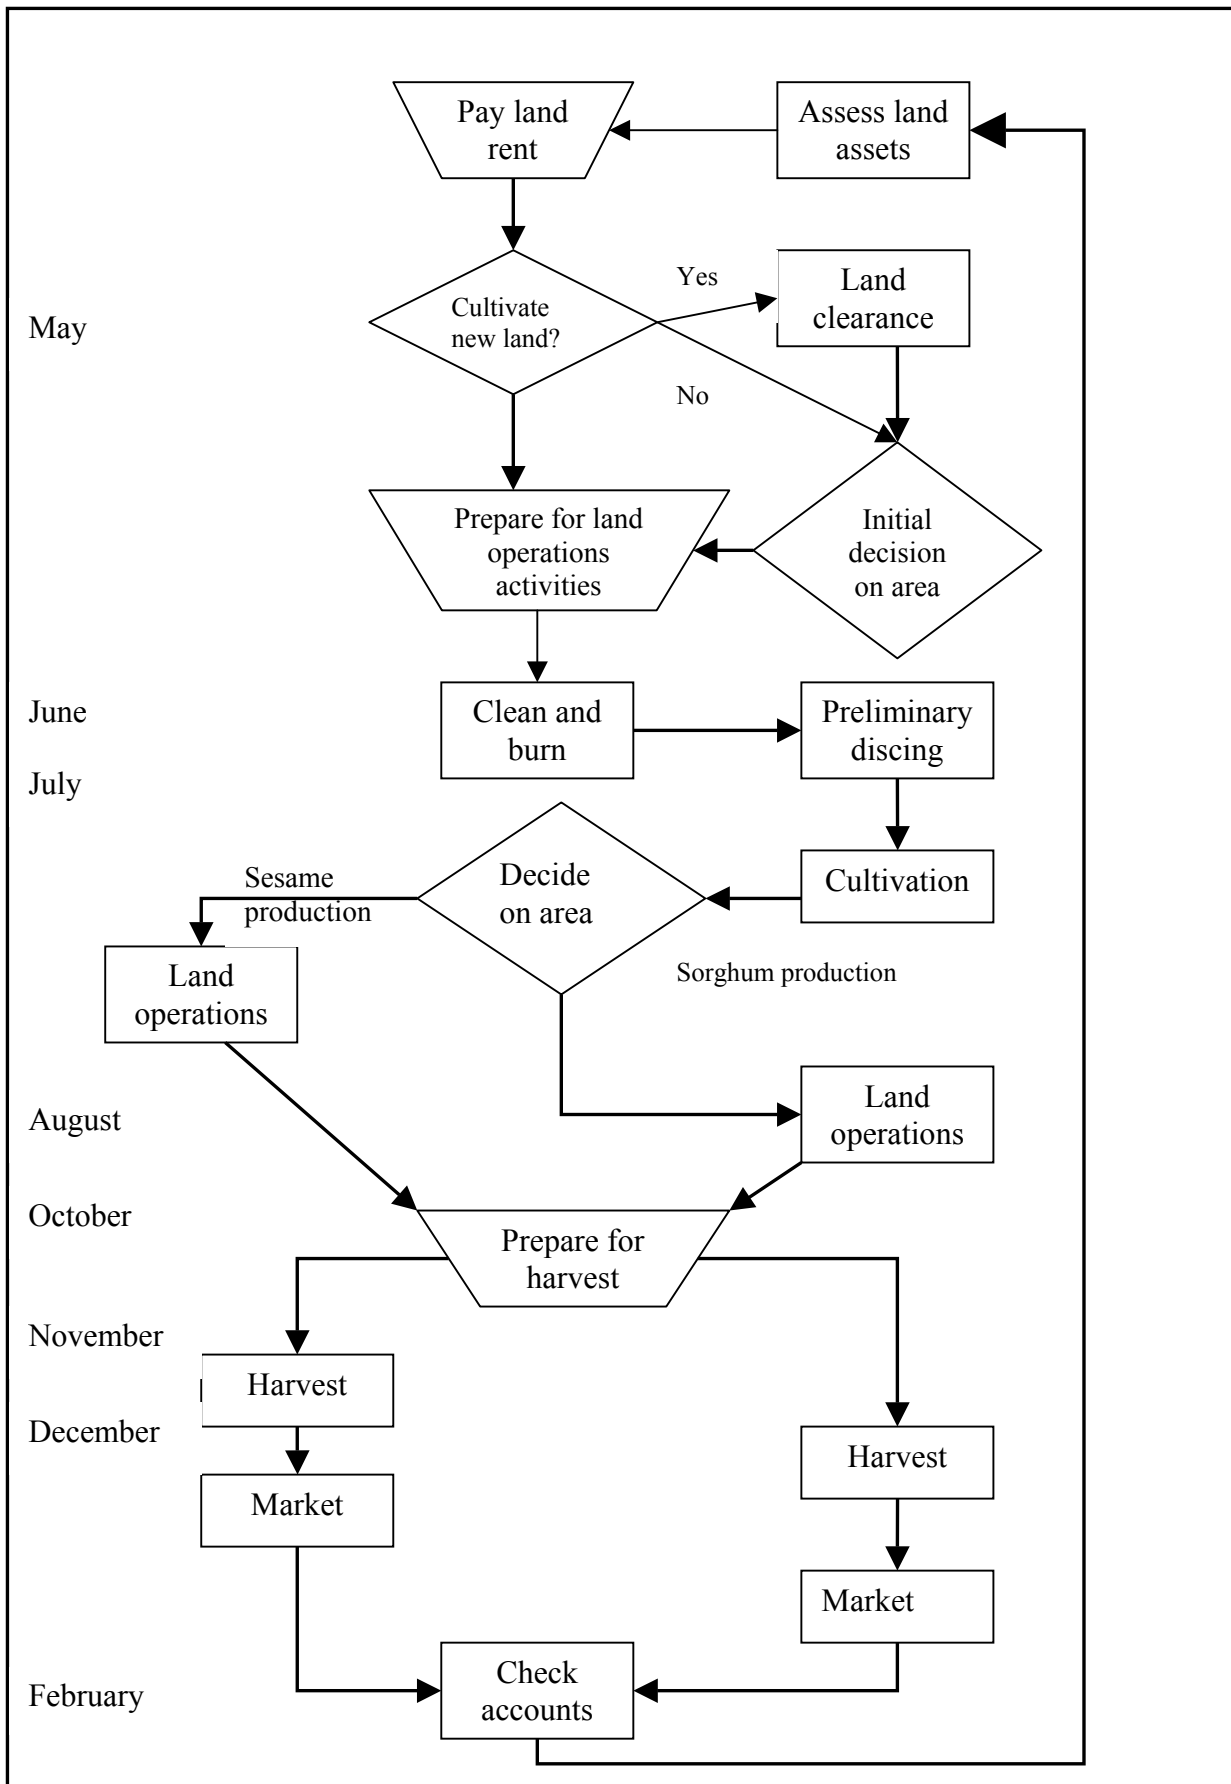 Pay land
rent
Assess land
assets
Yes
Land
clearance
Cultivate
new land?
May
No
Prepare for land
operations
activities
Initial
decision
on area
June
Clean and
burn
Preliminary
discing
July
Sesame
production
Decide
on area
Cultivation
Sorghum production
Land
operations
Land
operations
August
October
Prepare for
harvest
November
Harvest
December
Harvest
Market
Market
Check
accounts
February